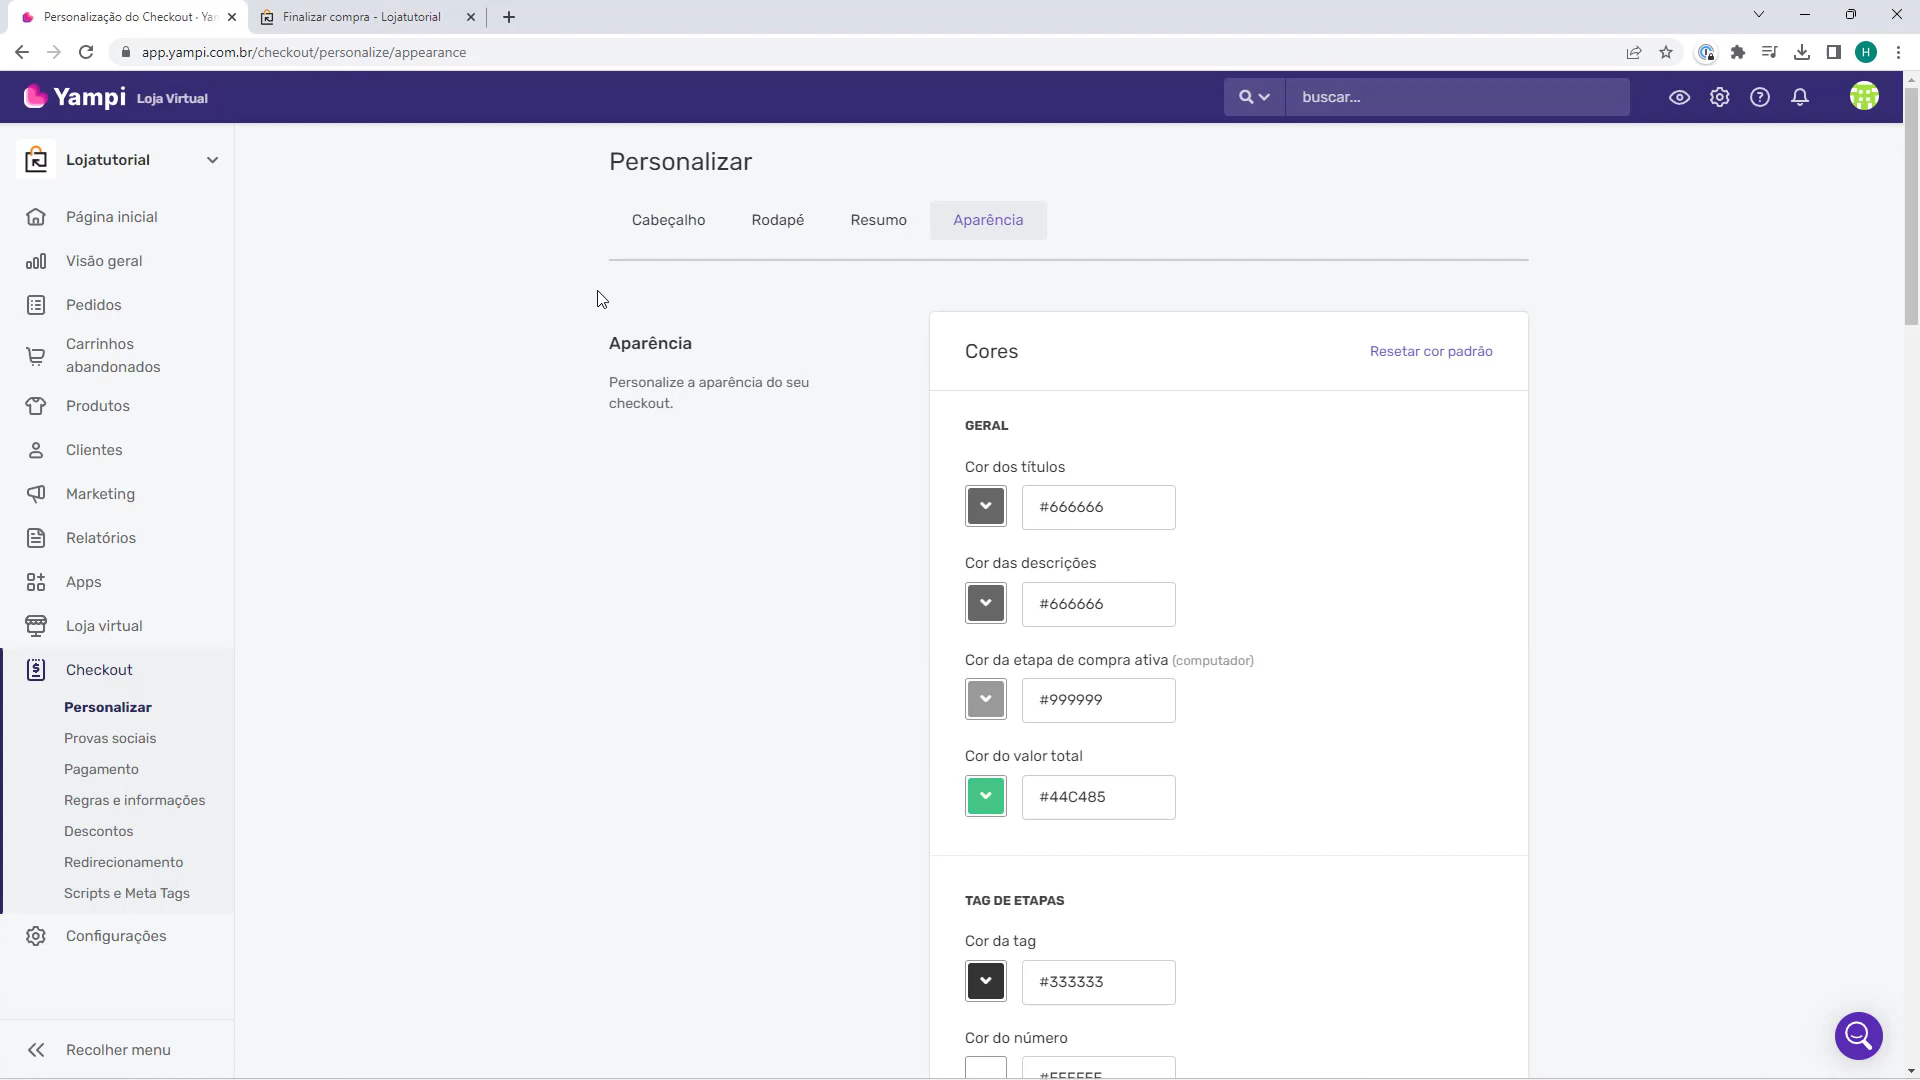 Personalização do Checkout · Yan
Finalizar compra - Lojatutorial
app.yampi.com.br/checkout/personalize/appearance
H
Yampi Loja Virtual
buscar...
Lojatutorial
Página inicial
Visão geral
Pedidos
Carrinhos
abandonados
Produtos
Clientes
Marketing
Relatórios
Apps
Loja virtual
Checkout
Personalizar
Provas sociais
Pagamento
Regras e informações
Descontos
Redirecionamento
Scripts e Meta Tags
Configurações
Recolher menu
Personalizar
Cabeçalho Rodapé Resumo Aparência
Aparência
Personalize a aparência do seu
checkout.
Cores Resetar cor padrão
GERAL
Cor dos títulos
#666666
Cor das descrições
#666666
Cor da etapa de compra ativa (computador)
#999999
Cor do valor total
#44C485
TAG DE ETAPAS
Cor da tag
#333333
Cor do número
#FFFFFF